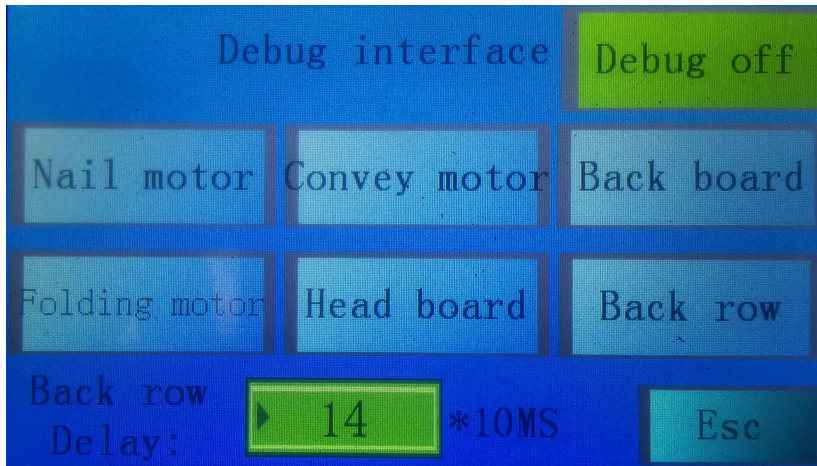 Debug interface
Debug off
Nail motor
Convey motor
Back board
Folding motor
Head board
Back row
Back row
Delay:
14
*10MS
Esc